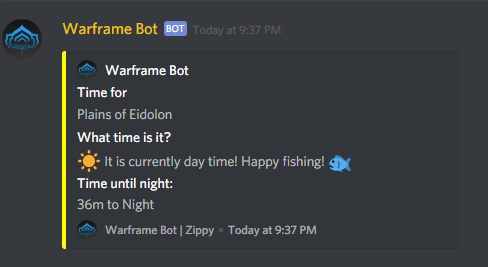 Warframe Bot BOT Today at 9:37 PM
Warframe Bot
Time for
Plains of Eidolon
What time is it?
It is currently day time! Happy fishing!
Time until night:
36m to Night
Warframe Bot | Zippy • Today at 9:37 PM